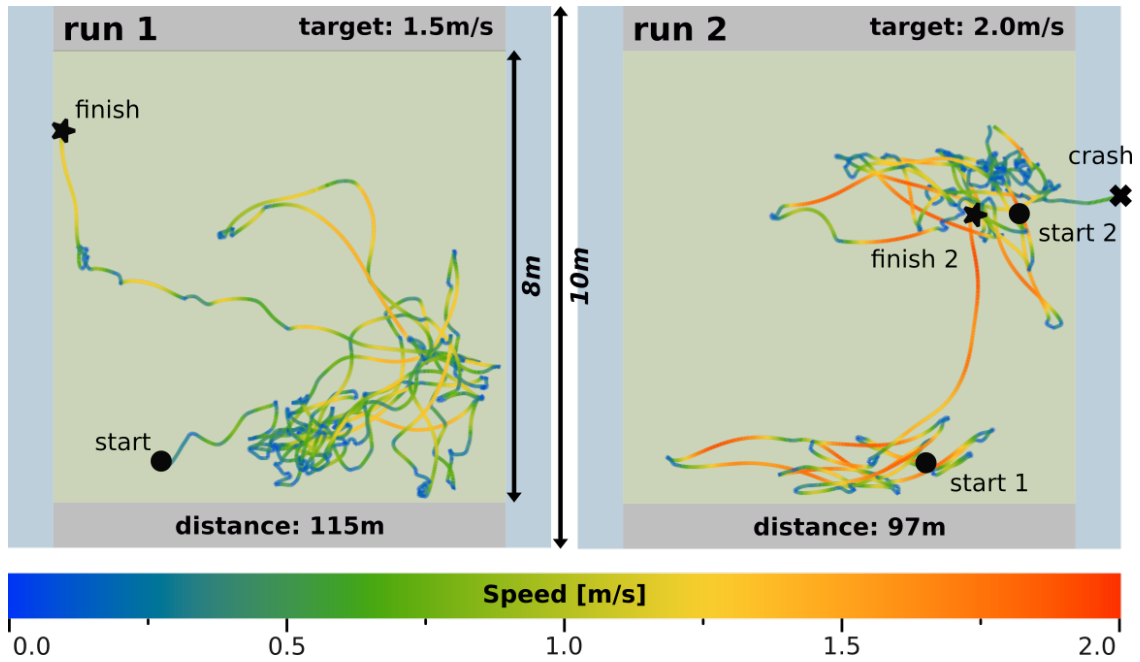 run 1
target: 1.5m/s
finish
start
distance: 115m
8m
10m
run 2
target: 2.0m/s
crash
start 2
finish 2
start 1
distance: 97m
Speed [m/s]
0.0 0.5 1.0 1.5 2.0